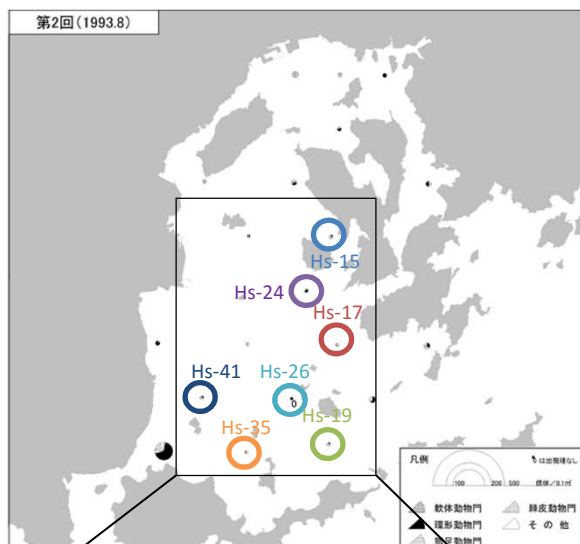 第2回(1993.8)
Hs-15
Hs-24
Hs-17
Hs-41
Hs-26
0
Hs-35
Hs-19
凡例
0は出現種なし
100 200 500 個体/0.1㎡
軟体動物門 棘皮動物門
環形動物門 その他
節足動物門